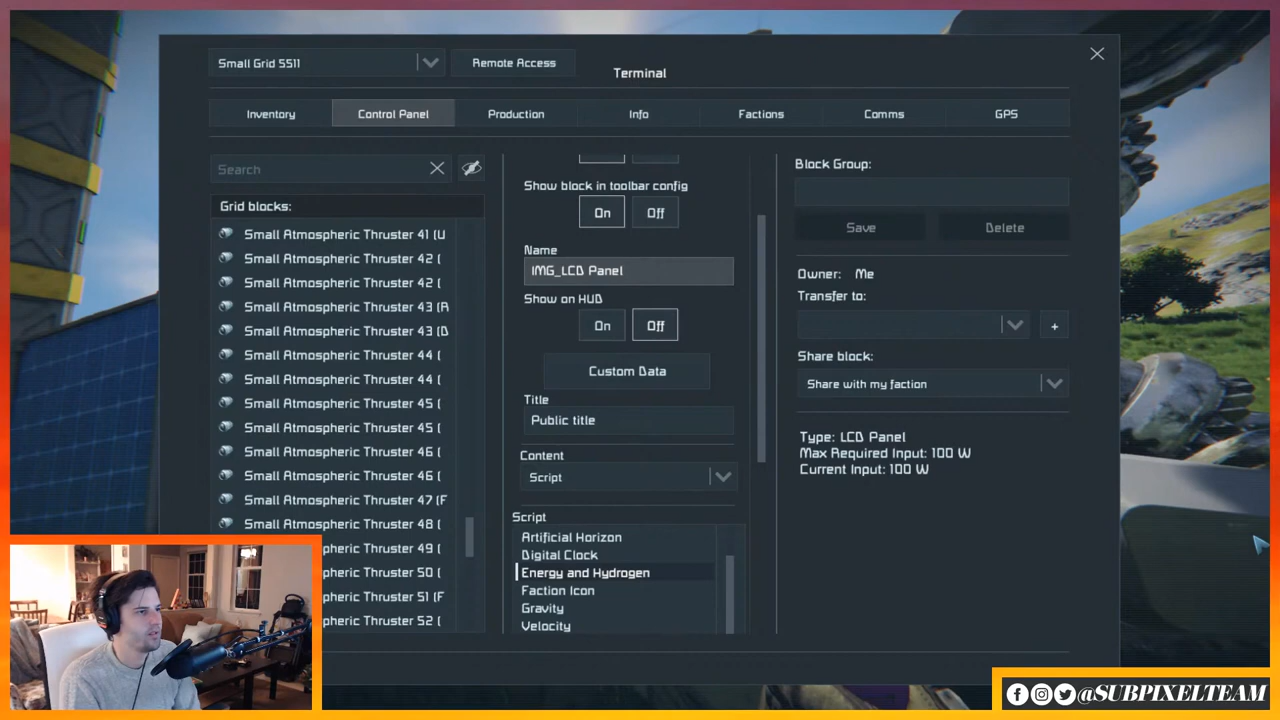 Small Grid 5511
Remote Access
Terminal
Inventory
Control Panel
Production
Info
Factions
Comms
GPS
Search
Grid blocks:
Small Atmospheric Thruster 41 (U
Small Atmospheric Thruster 42 (
Small Atmospheric Thruster 42 (
Small Atmospheric Thruster 43 (R
Small Atmospheric Thruster 43 (D
Small Atmospheric Thruster 44 (
Small Atmospheric Thruster 44 (
Small Atmospheric Thruster 45 (
Small Atmospheric Thruster 45 (
Small Atmospheric Thruster 46 (
Small Atmospheric Thruster 46 (
Small Atmospheric Thruster 47 (F
Small Atmospheric Thruster 48 (
pheric Thruster 49 (
pheric Thruster 50 (
pheric Thruster 51 (F
pheric Thruster 52 (
Show block in toolbar config
On
Off
Name
IMG_LCD Panel
Show on HUD
On
Off
Custom Data
Title
Public title
Content
Script
Script
Artificial Horizon
Digital Clock
Energy and Hydrogen
Faction Icon
Gravity
Velocity
Block Group:
Save
Delete
Owner: Me
Transfer to:
+
Share block:
Share with my faction
Type: LCD Panel
Max Required Input: 100 W
Current Input: 100 W
@SUBPIXELTEAM